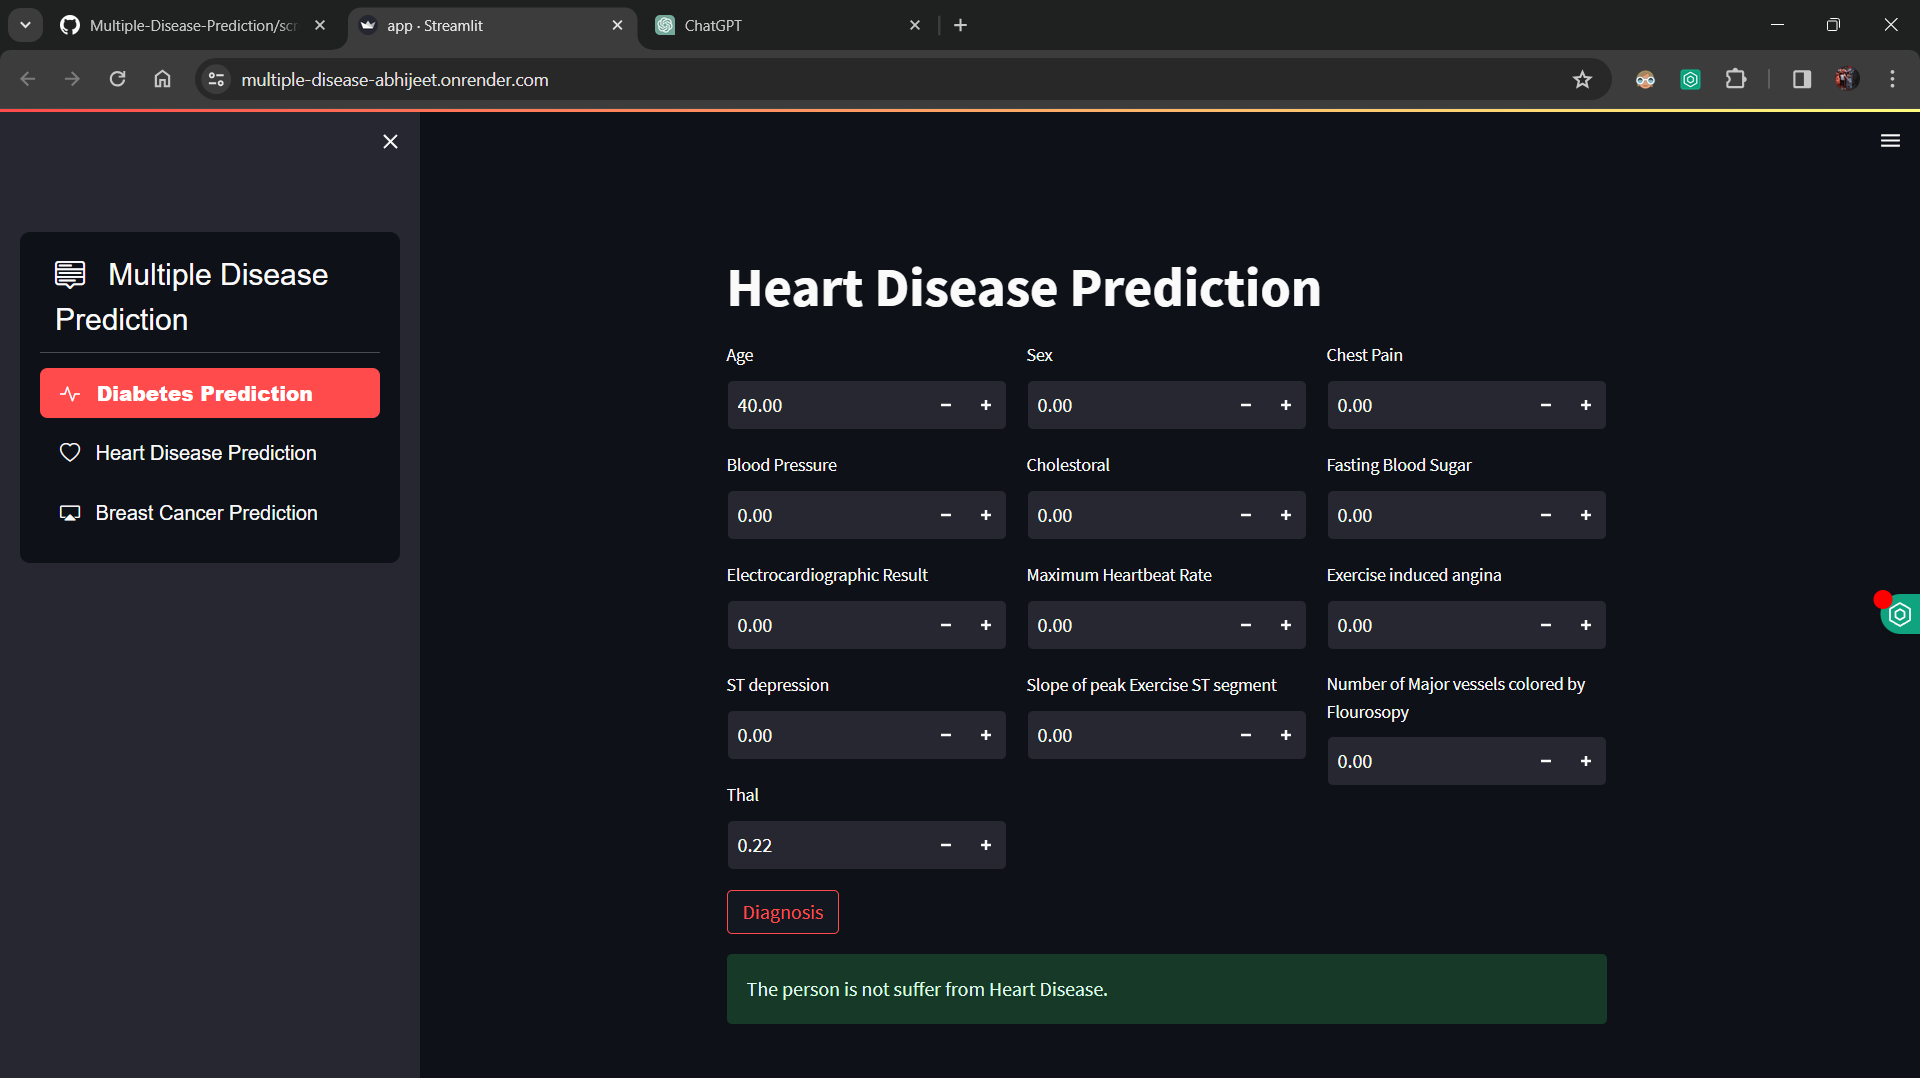 Multiple-Disease-Prediction/scr
app · Streamlit
ChatGPT
multiple-disease-abhijeet.onrender.com
Multiple Disease
Prediction
Diabetes Prediction
Heart Disease Prediction
Breast Cancer Prediction
Heart Disease Prediction
Age
Sex
Chest Pain
40.00
0.00
0.00
Blood Pressure
Cholestoral
Fasting Blood Sugar
0.00
0.00
0.00
Electrocardiographic Result
Maximum Heartbeat Rate
Exercise induced angina
0.00
0.00
0.00
ST depression
Slope of peak Exercise ST segment
Number of Major vessels colored by
Flourosopy
0.00
0.00
0.00
Thal
0.22
Diagnosis
The person is not suffer from Heart Disease.